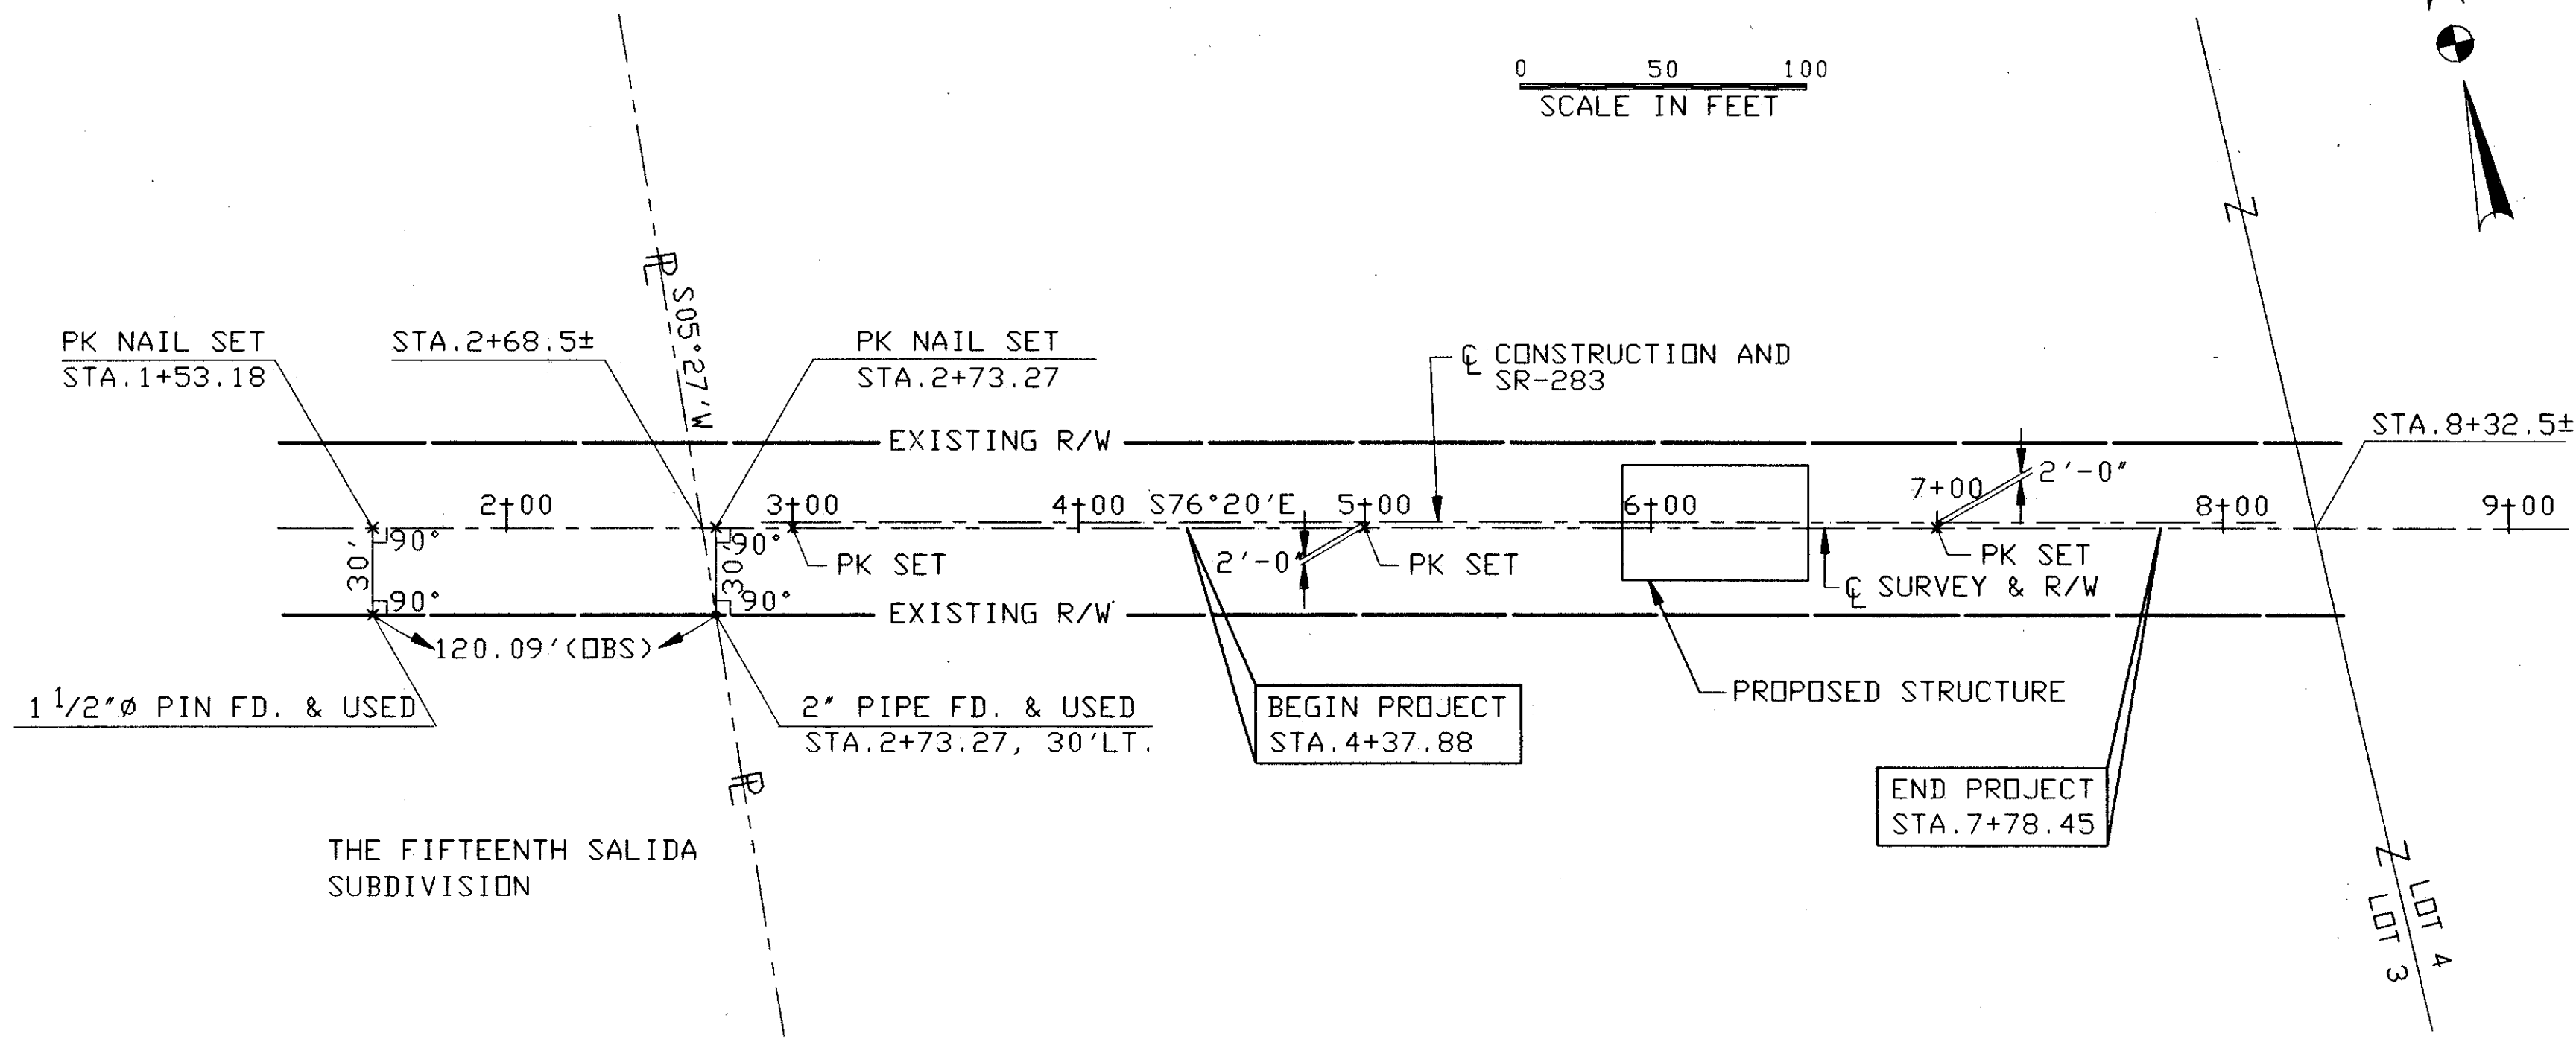 0 50 100
SCALE IN FEET
PK NAIL SET
STA.1+53.18
STA.2+68.5±
PK NAIL SET
STA.2+73.27
℄ CONSTRUCTION AND
SR-283
STA.8+32.5±
PL
S05°27'W
EXISTING R/W
2'-0"
2+00 3+00 4+00 S76°20'E 5+00 6+00 7+00 8+00 9+00
90° 90°
30' 30'
PK SET
2'-0"
PK SET
PK SET
℄ SURVEY & R/W
90° 90°
EXISTING R/W
120.09'(OBS)
1 1/2"ø PIN FD. & USED
2" PIPE FD. & USED
STA.2+73.27, 30'LT.
BEGIN PROJECT
STA.4+37.88
PROPOSED STRUCTURE
PL
END PROJECT
STA.7+78.45
THE FIFTEENTH SALIDA
SUBDIVISION
LOT 4
LOT 3